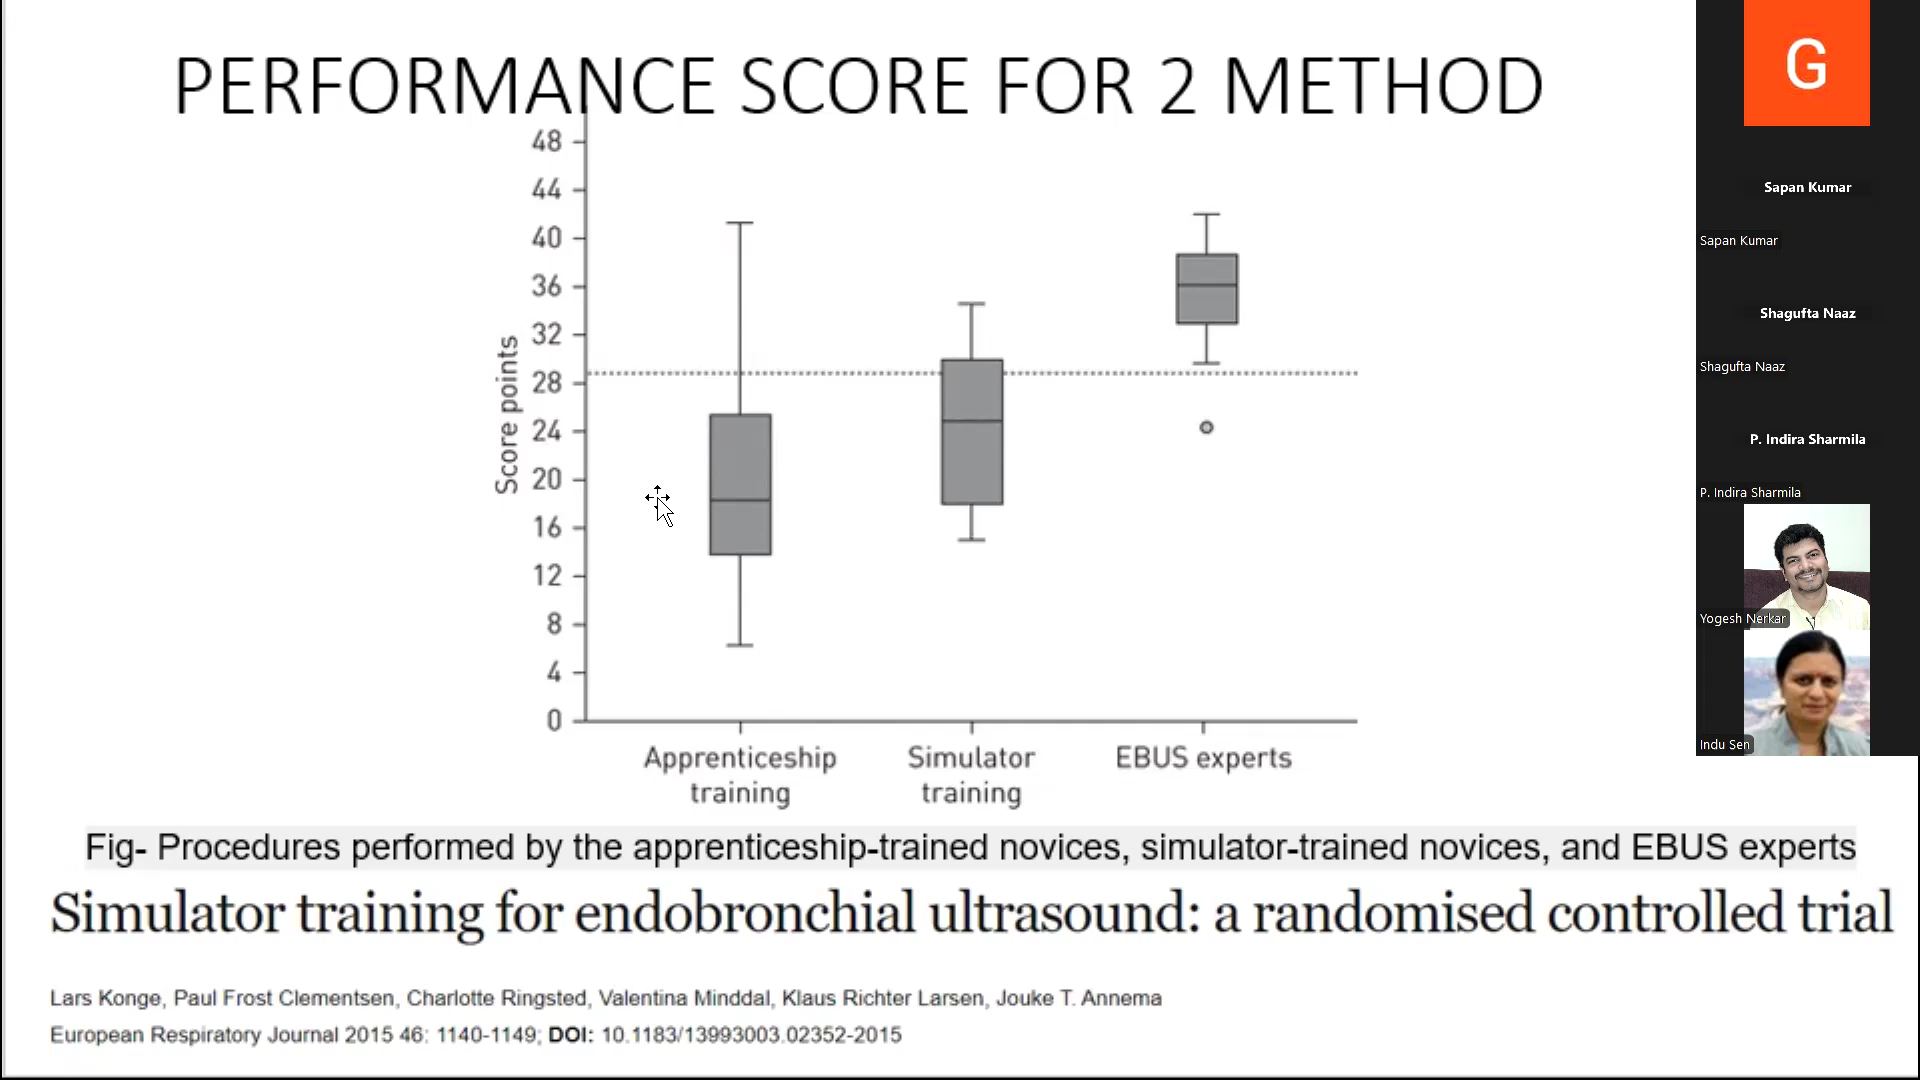 PERFORMANCE SCORE FOR 2 METHOD
48
44
40
36
32
28
24
20
16
12
8
4
0
Score points
Apprenticeship training
Simulator training
EBUS experts
Fig- Procedures performed by the apprenticeship-trained novices, simulator-trained novices, and EBUS experts
Simulator training for endobronchial ultrasound: a randomised controlled trial
Lars Konge, Paul Frost Clementsen, Charlotte Ringsted, Valentina Minddal, Klaus Richter Larsen, Jouke T. Annema
European Respiratory Journal 2015 46: 1140-1149; DOI: 10.1183/13993003.02352-2015
G
Sapan Kumar
Sapan Kumar
Shagufta Naaz
Shagufta Naaz
P. Indira Sharmila
P. Indira Sharmila
Yogesh Nerkar
Indu Sen